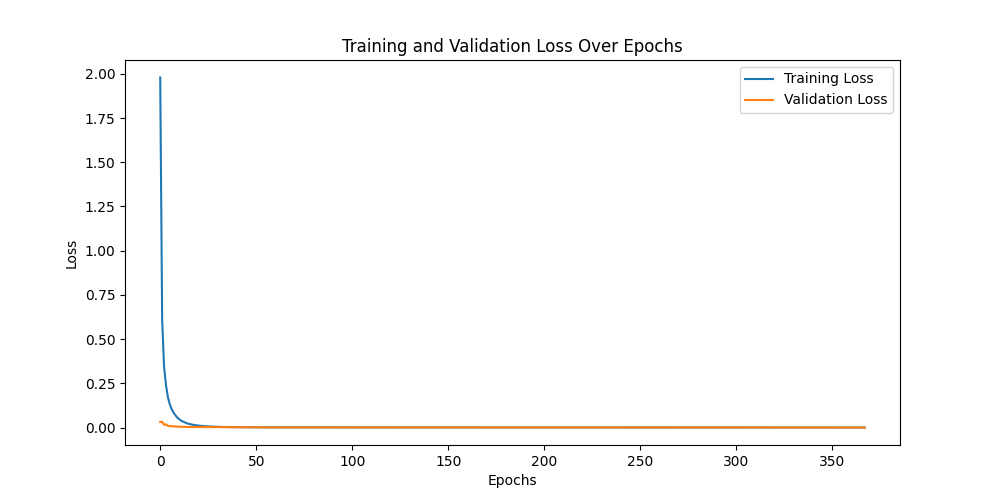 Training and Validation Loss Over Epochs
Training Loss
Validation Loss
2.00
1.75
1.50
1.25
1.00
0.75
0.50
0.25
0.00
Loss
0 50 100 150 200 250 300 350
Epochs